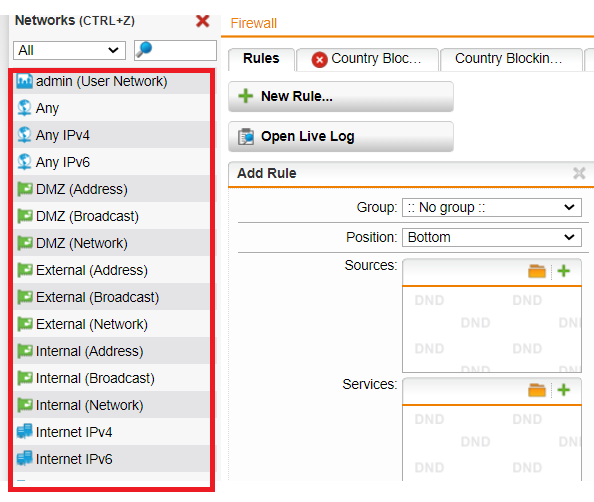 Networks (CTRL+Z)
All
admin (User Network)
Any
Any IPv4
Any IPv6
DMZ (Address)
DMZ (Broadcast)
DMZ (Network)
External (Address)
External (Broadcast)
External (Network)
Internal (Address)
Internal (Broadcast)
Internal (Network)
Internet IPv4
Internet IPv6
Firewall
Rules
Country Bloc...
Country Blockin...
New Rule...
Open Live Log
Add Rule
Group: :: No group ::
Position: Bottom
Sources:
DND DND
DND DND
DND DND
DND DND
Services:
DND DND
DND DND
DND DND